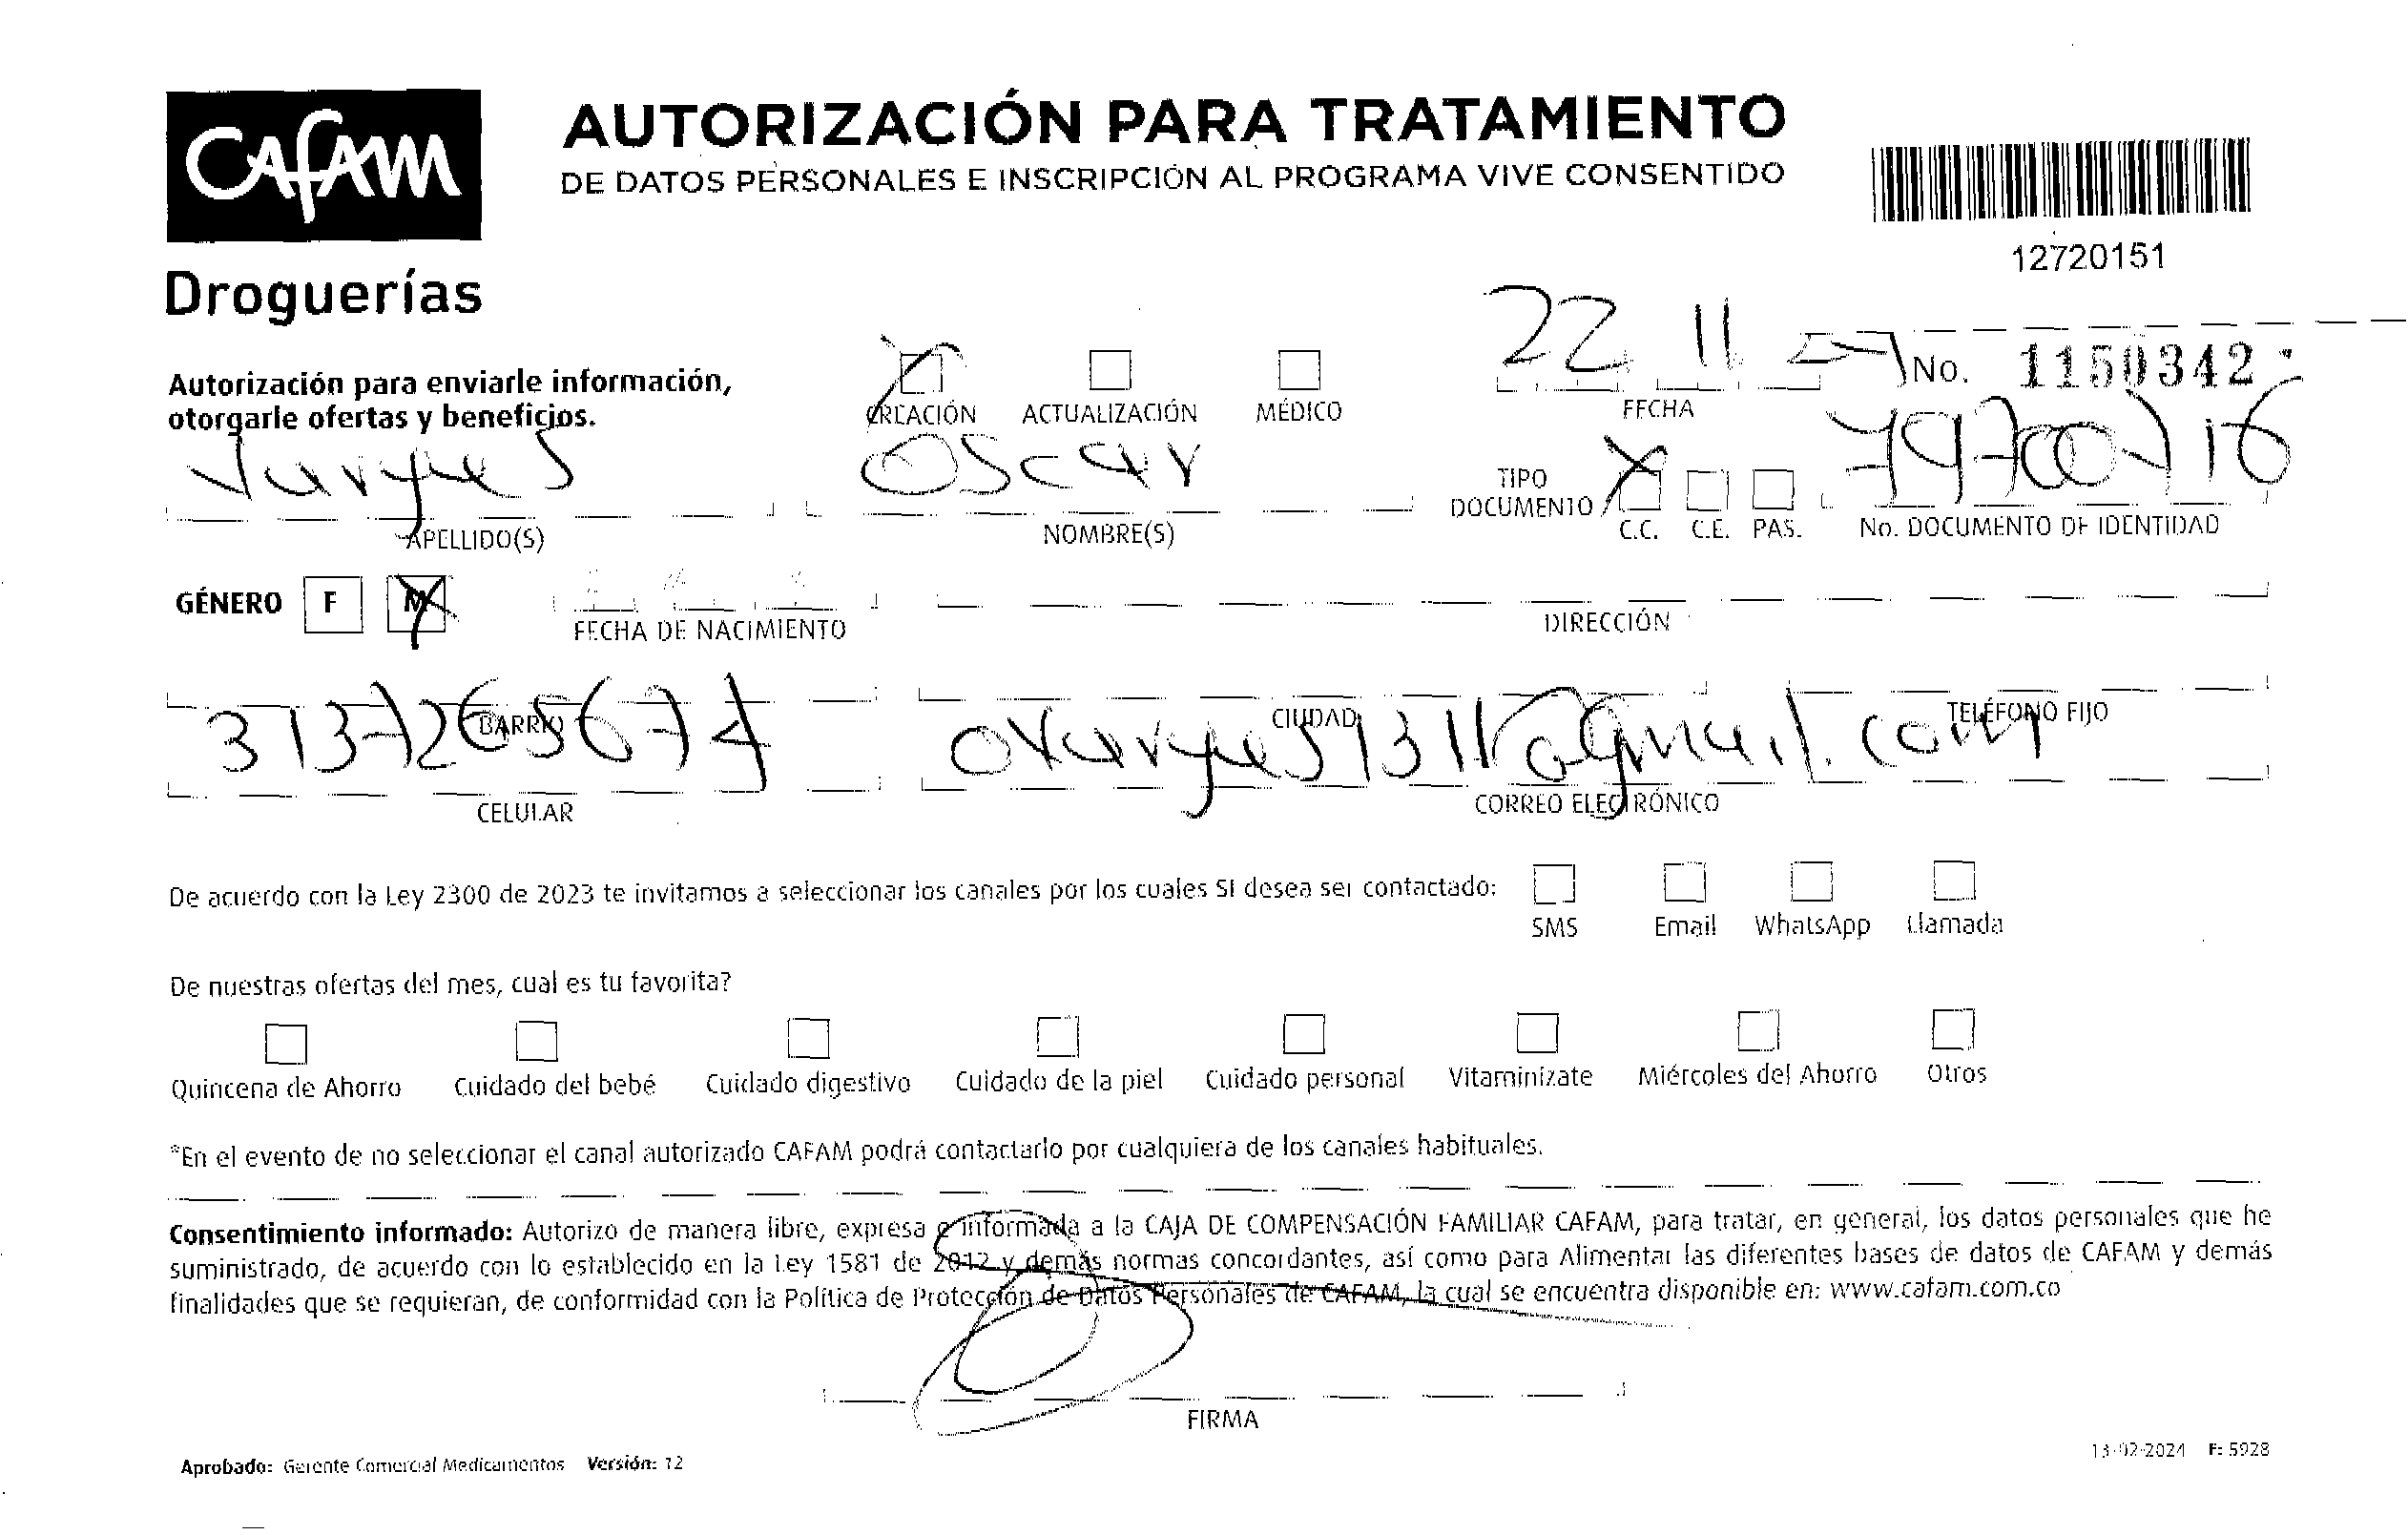 CAFAM
Droguerías
AUTORIZACIÓN PARA TRATAMIENTO
DE DATOS PERSONALES E INSCRIPCIÓN AL PROGRAMA VIVE CONSENTIDO
12720151
Autorización para enviarle información,
otorgarle ofertas y beneficios.
CREACIÓN ACTUALIZACIÓN MÉDICO
22 11
FECHA
No. 1150342
Vargas
APELLIDO(S)
Oscar
NOMBRE(S)
TIPO
DOCUMENTO
C.C. C.E. PAS.
79700716
No. DOCUMENTO DE IDENTIDAD
GÉNERO F M
FECHA DE NACIMIENTO
DIRECCIÓN
BARRIO CIUDAD TELÉFONO FIJO
3137265674
CELULAR
@gmail.com
CORREO ELECTRÓNICO
De acuerdo con la Ley 2300 de 2023 te invitamos a seleccionar los canales por los cuales SI desea ser contactado:
SMS Email WhatsApp Llamada
De nuestras ofertas del mes, cual es tu favorita?
Quincena de Ahorro Cuidado del bebé Cuidado digestivo Cuidado de la piel Cuidado personal Vitaminízate Miércoles del Ahorro Otros
*En el evento de no seleccionar el canal autorizado CAFAM podrá contactarlo por cualquiera de los canales habituales.
Consentimiento informado: Autorizo de manera libre, expresa e informada a la CAJA DE COMPENSACIÓN FAMILIAR CAFAM, para tratar, en general, los datos personales que he
suministrado, de acuerdo con lo establecido en la Ley 1581 de 2012 y demás normas concordantes, así como para Alimentar las diferentes bases de datos de CAFAM y demás
finalidades que se requieran, de conformidad con la Política de Protección de Datos Personales de CAFAM, la cual se encuentra disponible en: www.cafam.com.co
FIRMA
Aprobado: Gerente Comercial Medicamentos Versión: 12
13-02-2024 F: 5928